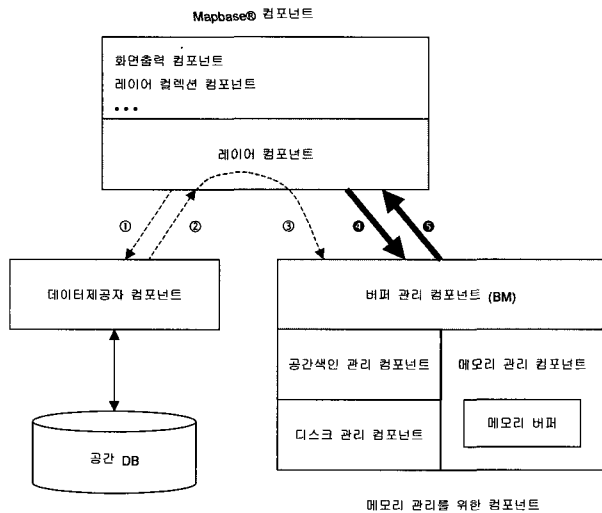 Mapbase® 컴포넌트
화면출력 컴포넌트
레이어 컬렉션 컴포넌트
•••
레이어 컴포넌트
① ② ③ ❹ ❺
데이터제공자 컴포넌트
버퍼 관리 컴포넌트 (BM)
공간색인 관리 컴포넌트
메모리 관리 컴포넌트
메모리 버퍼
디스크 관리 컴포넌트
공간 DB
메모리 관리를 위한 컴포넌트